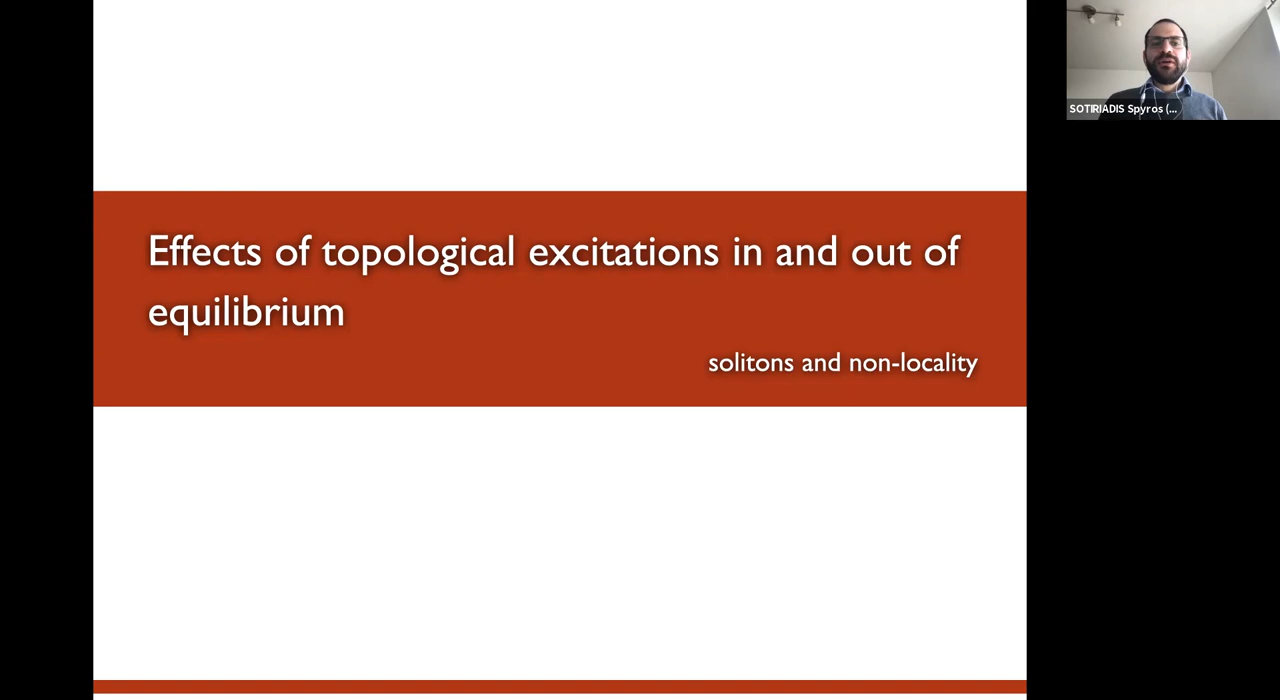 Effects of topological excitations in and out of
equilibrium
solitons and non-locality
SOTIRIADIS Spyros (...